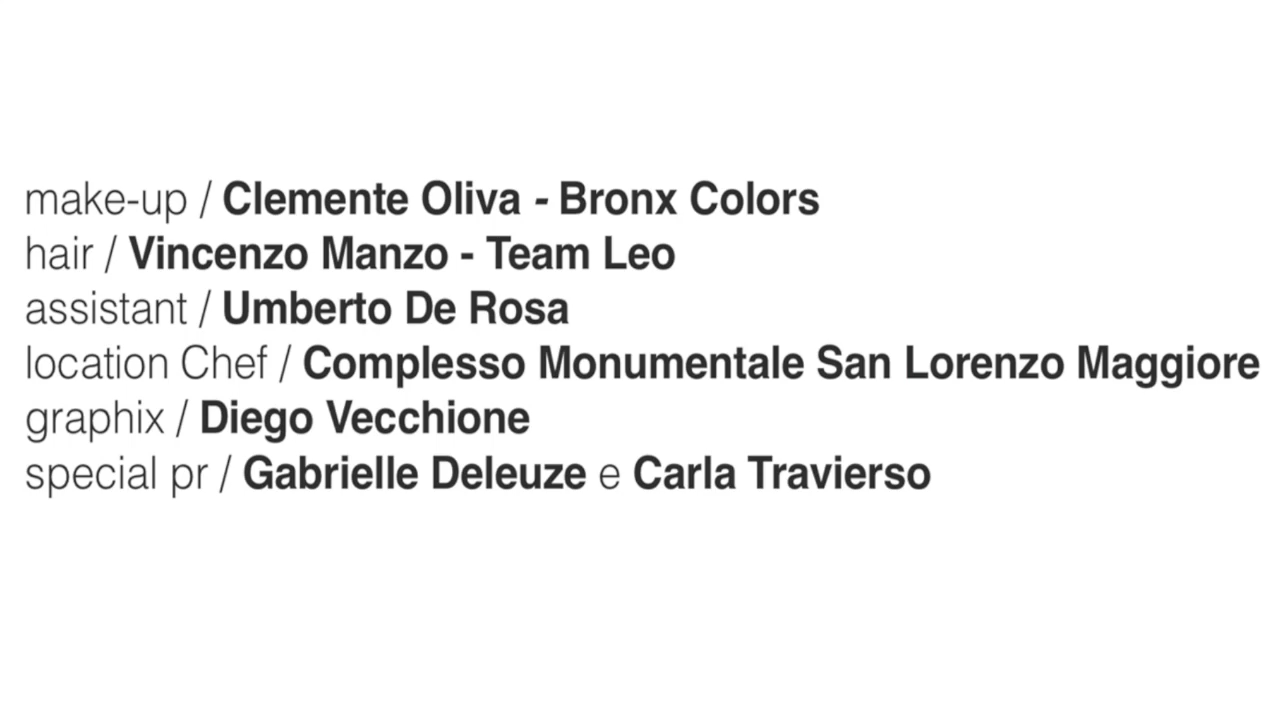 make-up / Clemente Oliva - Bronx Colors
hair / Vincenzo Manzo - Team Leo
assistant / Umberto De Rosa
location Chef / Complesso Monumentale San Lorenzo Maggiore
graphix / Diego Vecchione
special pr / Gabrielle Deleuze e Carla Travierso